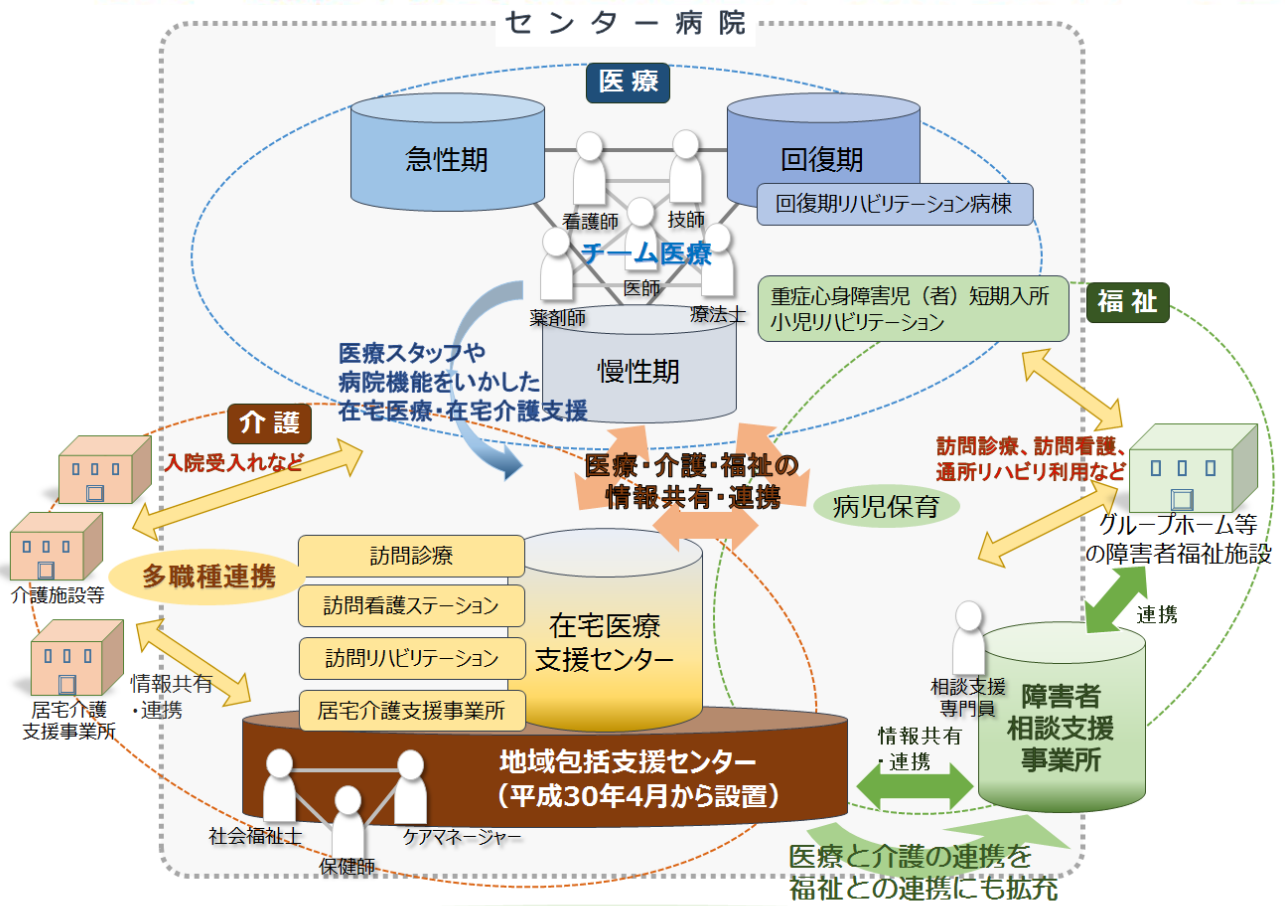 センター病院
医療
急性期
回復期
回復期リハビリテーション病棟
看護師
技師
チーム医療
医師
薬剤師
療法士
慢性期
重症心身障害児（者）短期入所
小児リハビリテーション
福祉
医療スタッフや
病院機能をいかした
在宅医療・在宅介護支援
介護
入院受入れなど
医療・介護・福祉の
情報共有・連携
訪問診療、訪問看護、
通所リハビリ利用など
病児保育
グループホーム等
の障害者福祉施設
介護施設等
多職種連携
訪問診療
訪問看護ステーション
訪問リハビリテーション
居宅介護支援事業所
在宅医療
支援センター
連携
居宅介護
支援事業所
情報共有
・連携
相談支援
専門員
障害者
相談支援
事業所
情報共有
・連携
地域包括支援センター
（平成30年4月から設置）
社会福祉士
保健師
ケアマネージャー
医療と介護の連携を
福祉との連携にも拡充